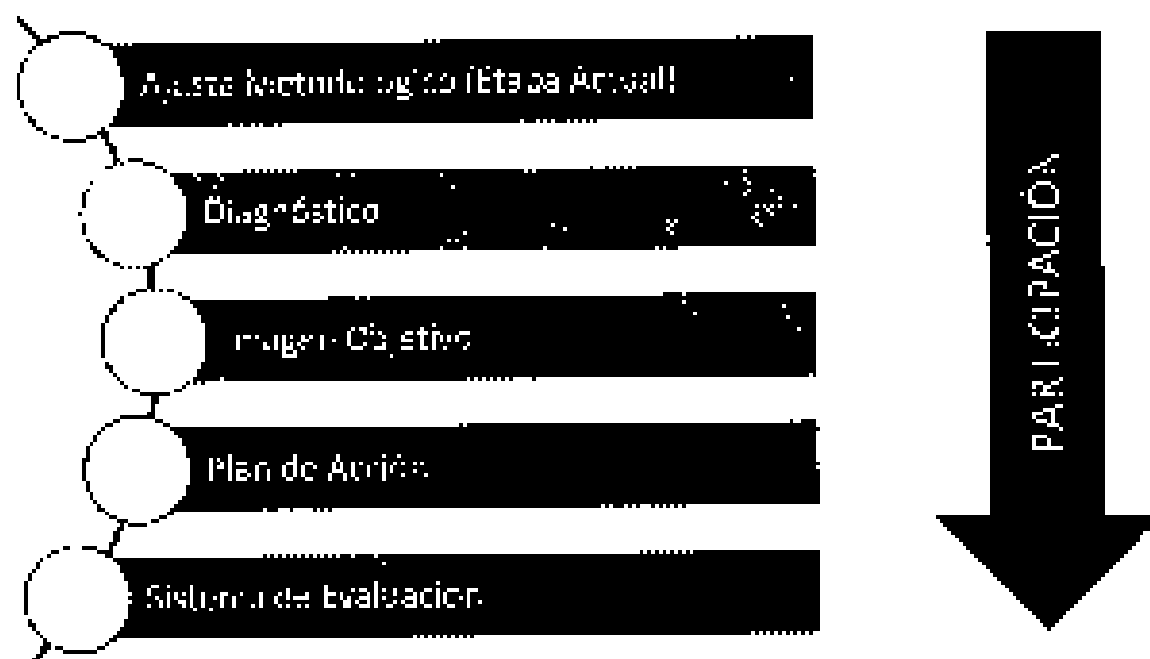 Ajuste Metodológico (Etapa Actual)
Diagnóstico
Imagen Objetivo
Plan de Acción
Sistema de Evaluación
PARTICIPACIÓN